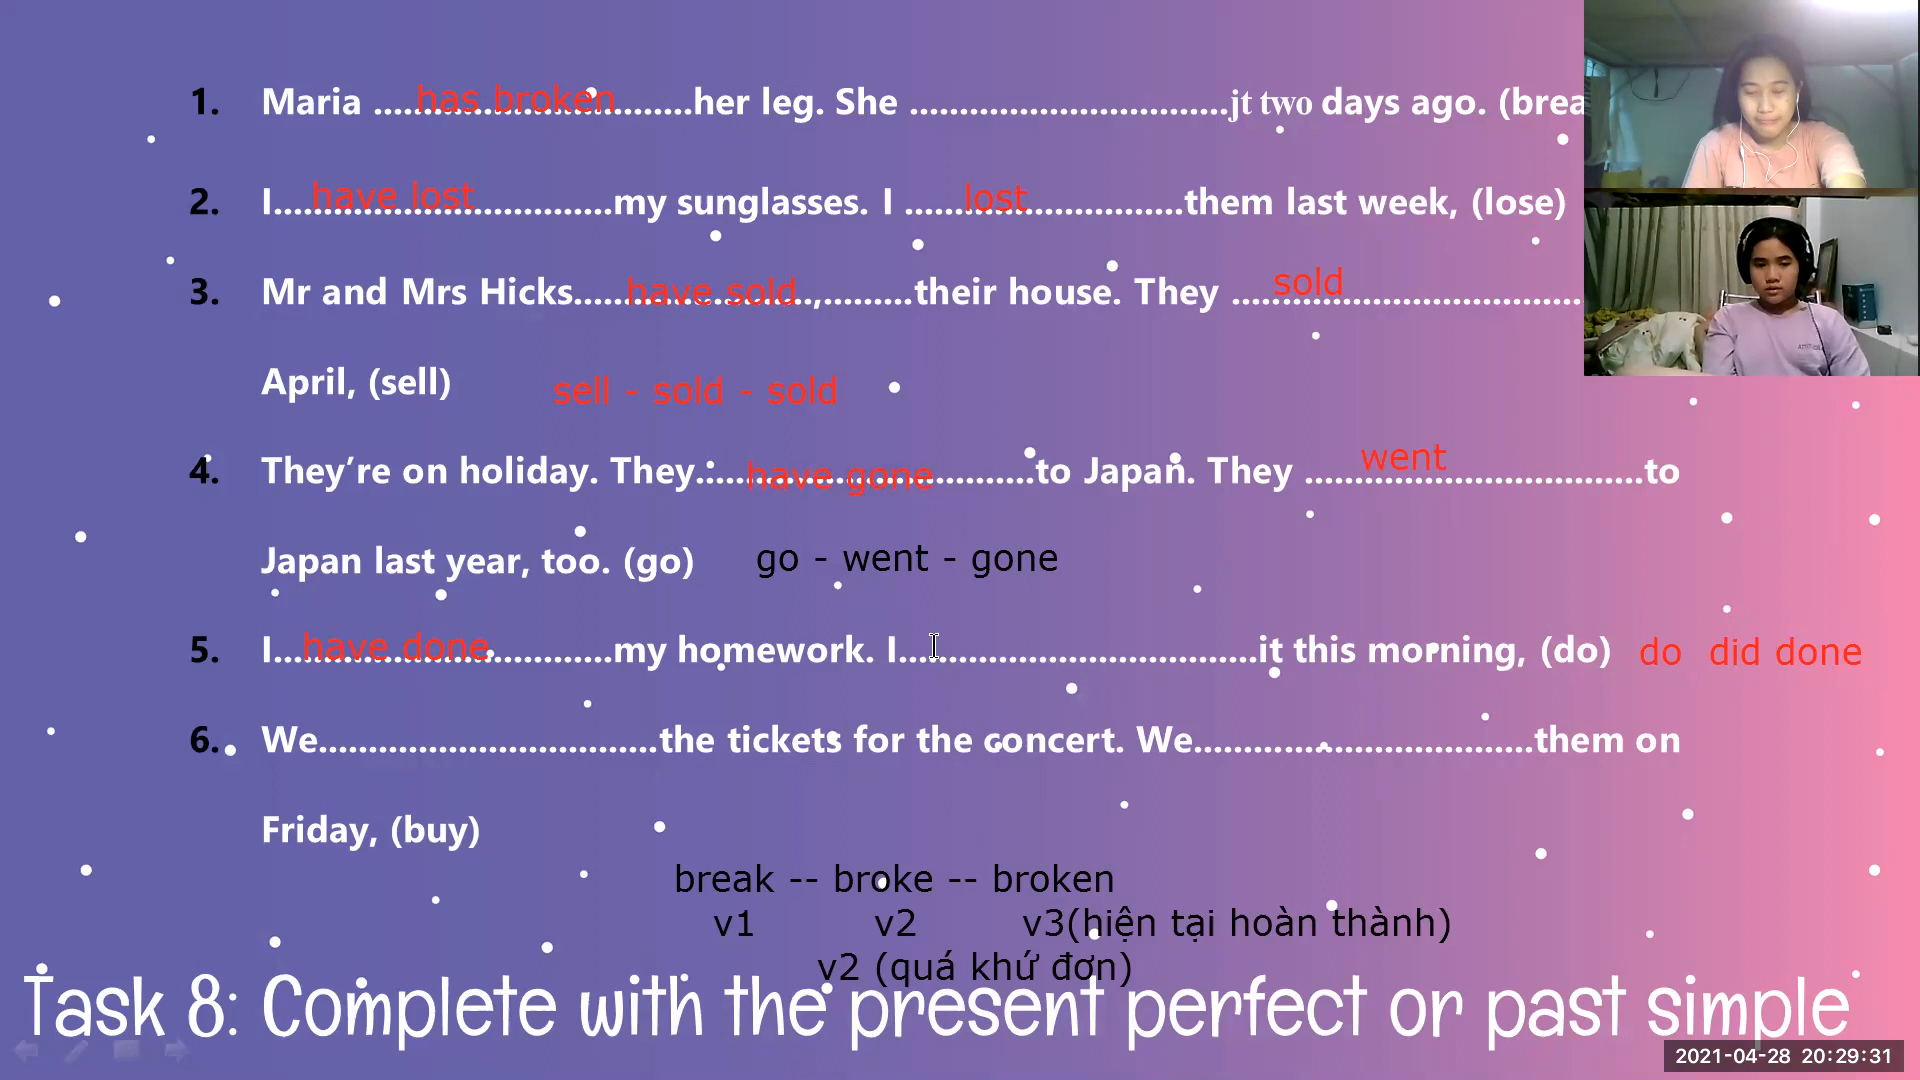 1. Maria ....has broken........her leg. She ................................jt two days ago. (brea
2. I....have lost..............my sunglasses. I ......lost................them last week, (lose)
3. Mr and Mrs Hicks.....have sold..,.........their house. They ....sold........................
April, (sell) sell - sold - sold
4. They’re on holiday. They.:...have gone..........to Japan. They .....went....................to
Japan last year, too. (go) go - went - gone
5. I...have done............my homework. I....................................it this morning, (do) do did done
6. We..................................the tickets for the concert. We..................................them on
Friday, (buy)
break -- broke -- broken
v1 v2 v3(hiện tại hoàn thành)
v2 (quá khứ đơn)
Task 8: Complete with the present perfect or past simple
2021-04-28 20:29:31